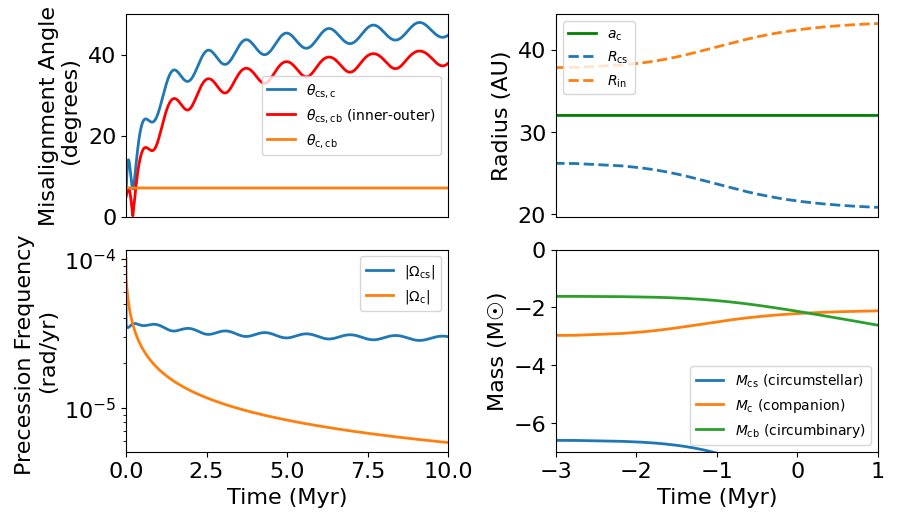 Misalignment Angle
(degrees)
40
20
0
θcs, c
θcs, cb (inner-outer)
θc, cb
Radius (AU)
40
30
20
ac
Rcs
Rin
Precession Frequency
(rad/yr)
10⁻⁴
10⁻⁵
|Ωcs|
|Ωc|
0.0 2.5 5.0 7.5 10.0
Time (Myr)
Mass (M☉)
0
−2
−4
−6
Mcs (circumstellar)
Mc (companion)
Mcb (circumbinary)
−3 −2 −1 0 1
Time (Myr)